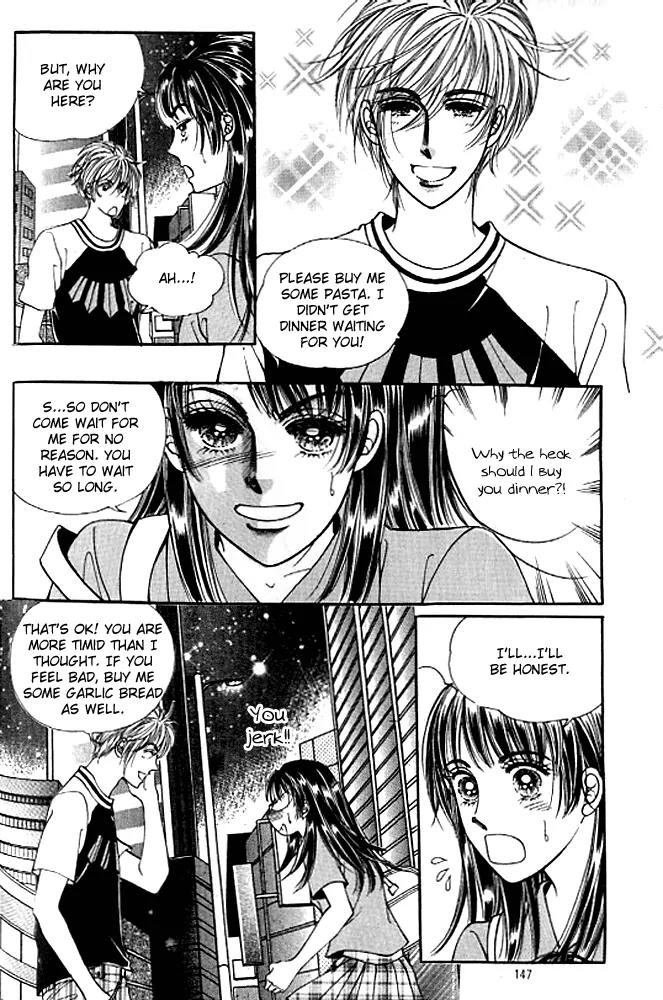 BUT, WHY
ARE YOU
HERE?
AH...!
PLEASE BUY ME
SOME PASTA. I
DIDN'T GET
DINNER WAITING
FOR YOU!
S...SO DON'T
COME WAIT FOR
ME FOR NO
REASON. YOU
HAVE TO WAIT
SO LONG.
Why the heck
should I buy
you dinner?!
THAT'S OK! YOU ARE
MORE TIMID THAN I
THOUGHT. IF YOU
FEEL BAD, BUY ME
SOME GARLIC BREAD
AS WELL.
You
jerk!!
I'LL...I'LL
BE HONEST.
147